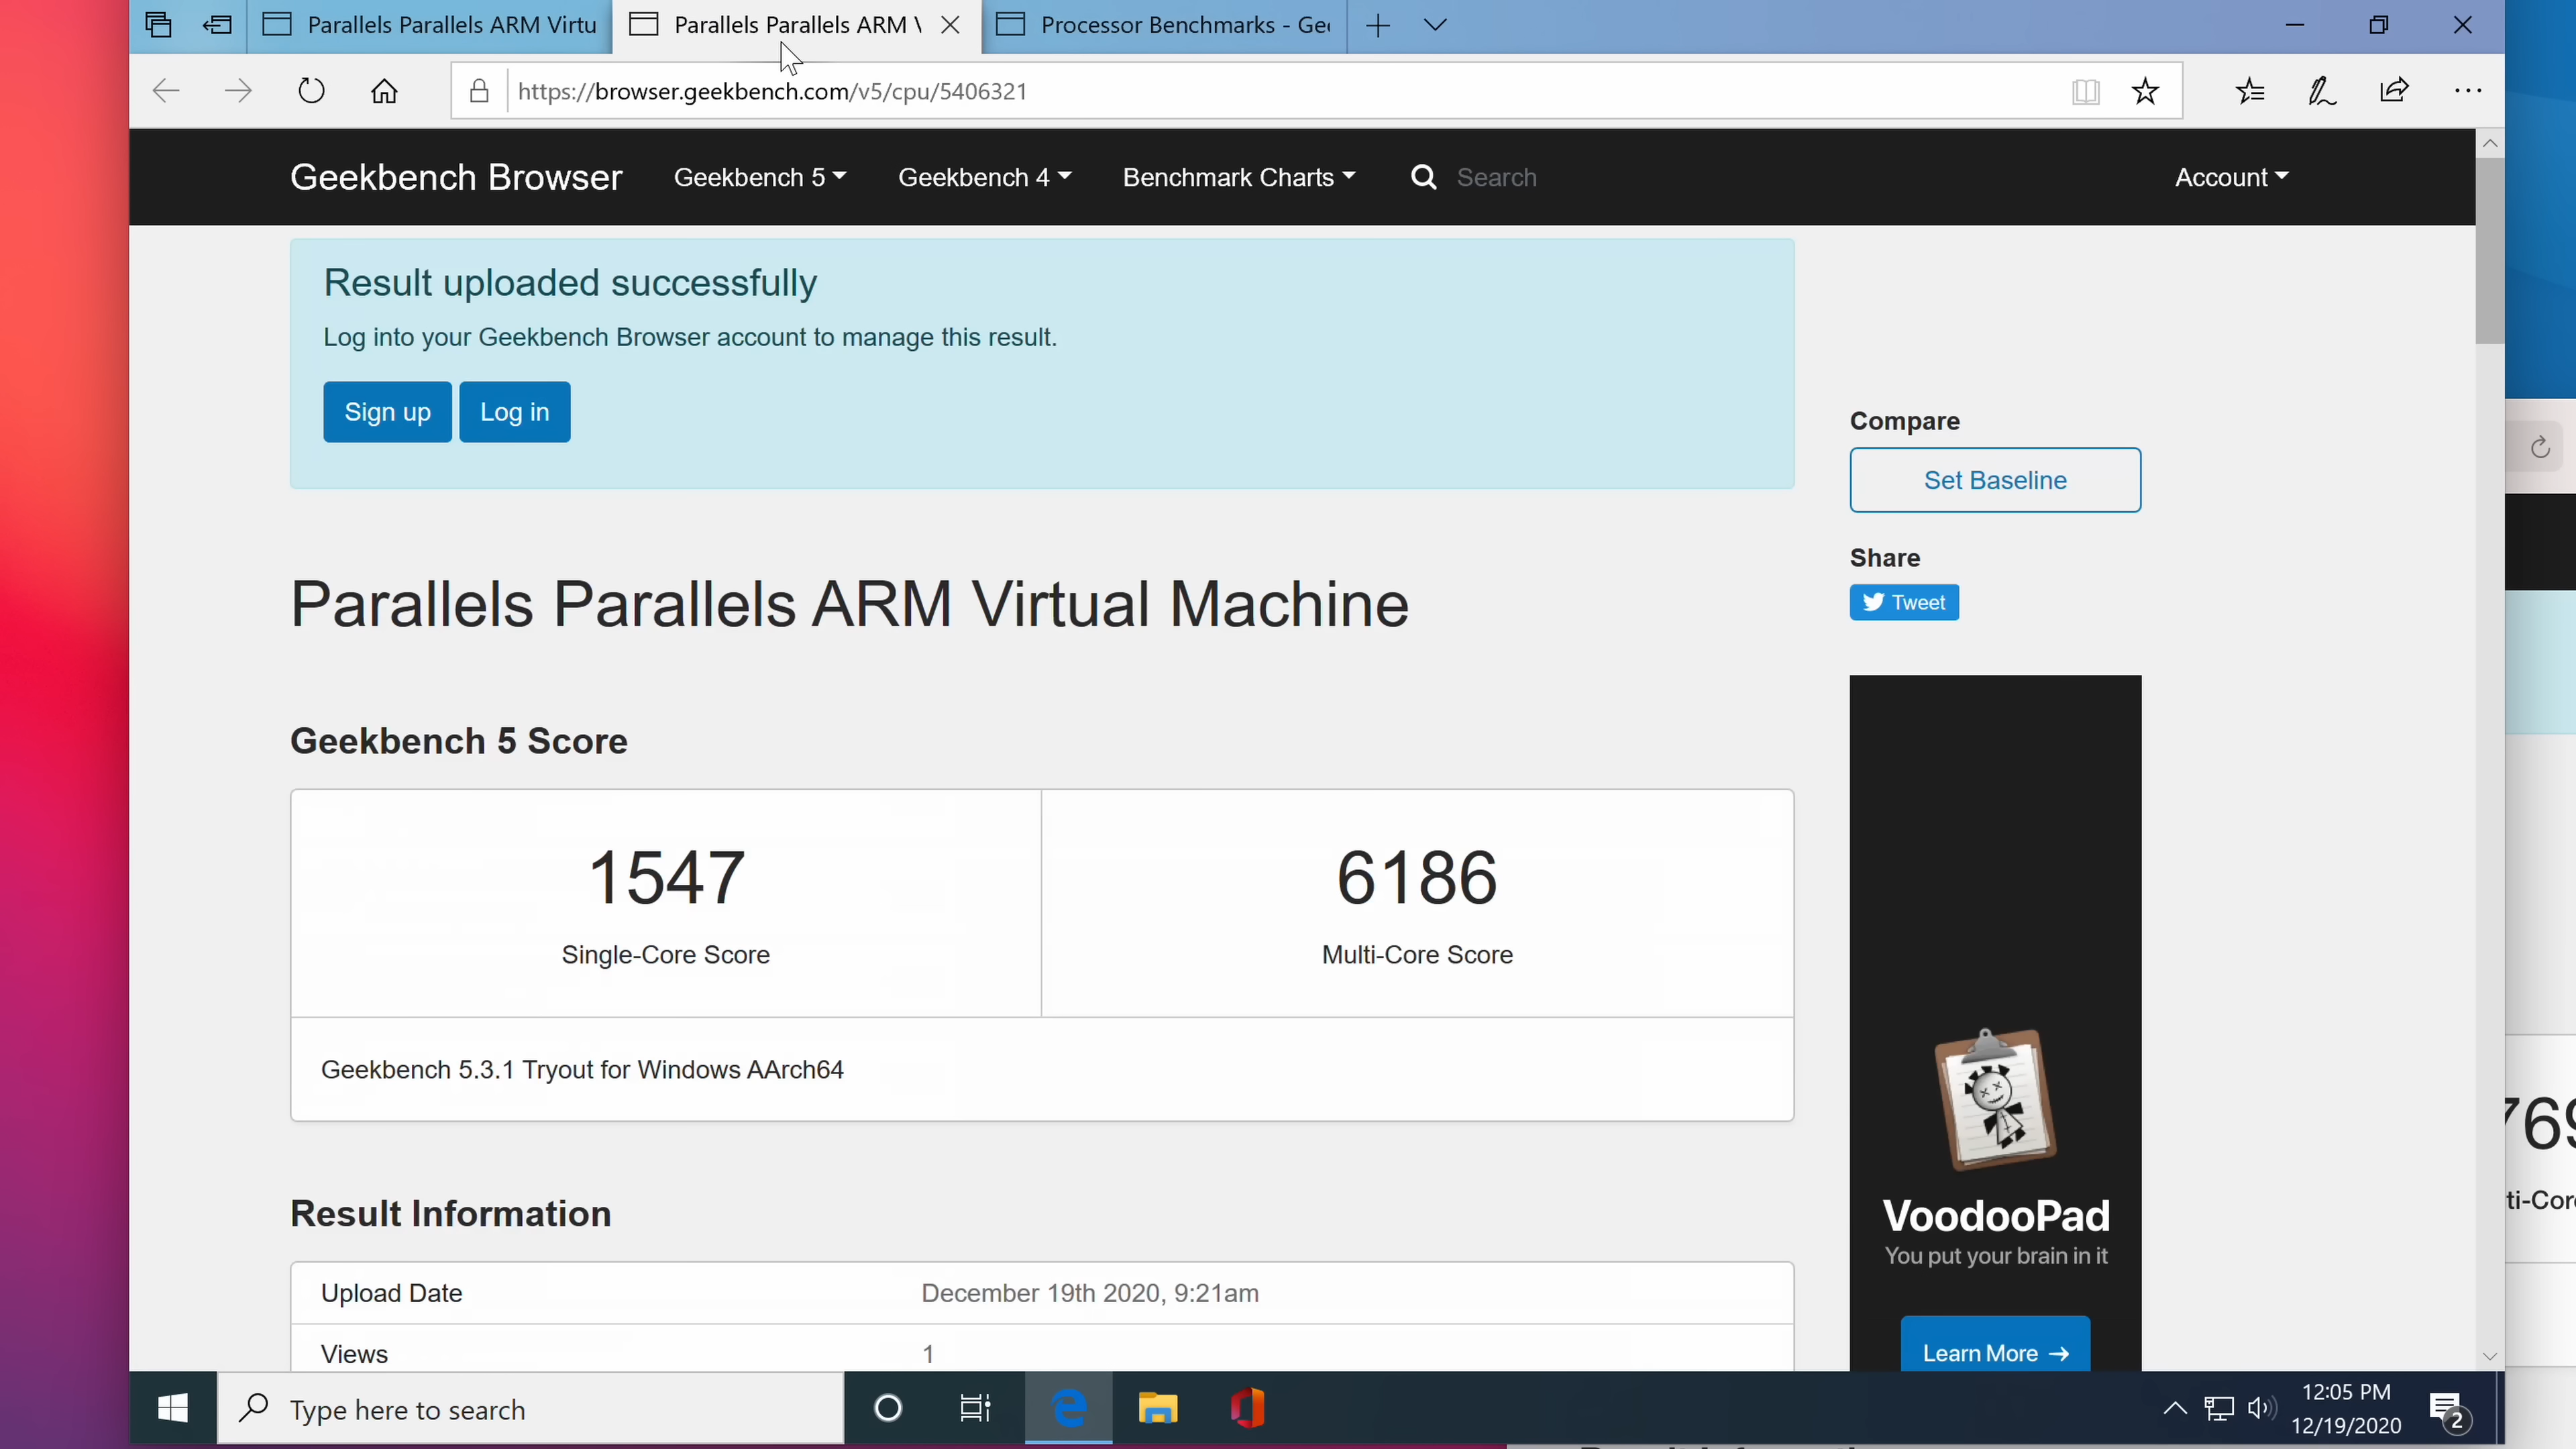 Parallels Parallels ARM Virtu
Parallels Parallels ARM
Processor Benchmarks - Ge
https://browser.geekbench.com/v5/cpu/5406321
Geekbench Browser
Geekbench 5
Geekbench 4
Benchmark Charts
Search
Account
Result uploaded successfully
Log into your Geekbench Browser account to manage this result.
Sign up
Log in
Compare
Set Baseline
Share
Tweet
Parallels Parallels ARM Virtual Machine
Geekbench 5 Score
1547
6186
Single-Core Score
Multi-Core Score
Geekbench 5.3.1 Tryout for Windows AArch64
VoodooPad
You put your brain in it
Learn More →
Result Information
Upload Date December 19th 2020, 9:21am
Views 1
769
ti-Cor
Type here to search
12:05 PM
12/19/2020
2